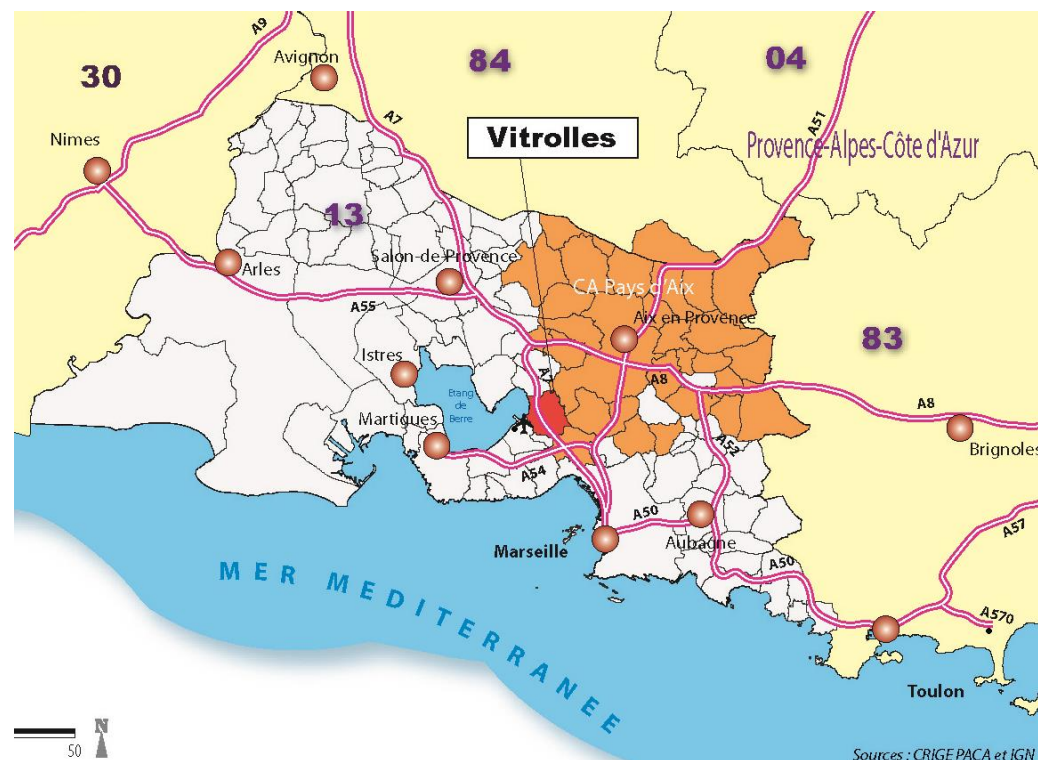 A9
Avignon
30
84
04
A7
A51
Nimes
Vitrolles
Provence-Alpes-Côte d'Azur
13
Arles
Salon-de Provence
CA Pays d'Aix
A55
Aix en Provence
Istres
A7
A8
83
Etang
de
Berre
Martigues
A8
Brignoles
A52
A54
A50
Marseille
Aubagne
A57
A50
MER MEDITERRANEE
A570
Toulon
N
50
Sources : CRIGE PACA et IGN